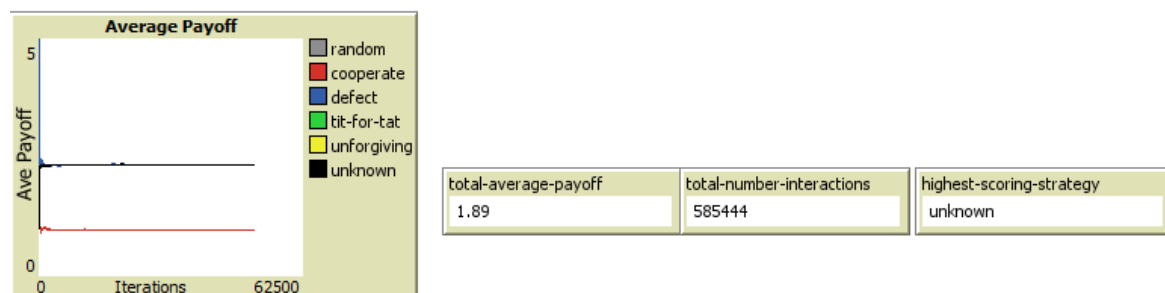 Average Payoff
5
Ave Payoff
0
0 Iterations 62500
random
cooperate
defect
tit-for-tat
unforgiving
unknown
total-average-payoff
1.89
total-number-interactions
585444
highest-scoring-strategy
unknown